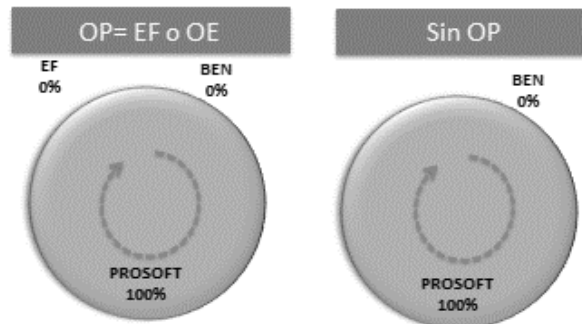 OP= EF o OE
EF
0%
BEN
0%
PROSOFT
100%
Sin OP
BEN
0%
PROSOFT
100%